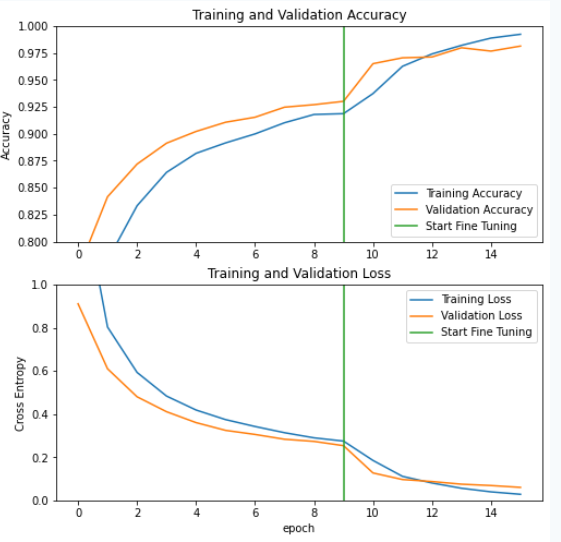 Training and Validation Accuracy
1.000
0.975
0.950
0.925
0.900
0.875
0.850
0.825
0.800
Accuracy
Training Accuracy
Validation Accuracy
Start Fine Tuning
0 2 4 6 8 10 12 14
Training and Validation Loss
1.0
0.8
0.6
0.4
0.2
0.0
Cross Entropy
Training Loss
Validation Loss
Start Fine Tuning
0 2 4 6 8 10 12 14
epoch